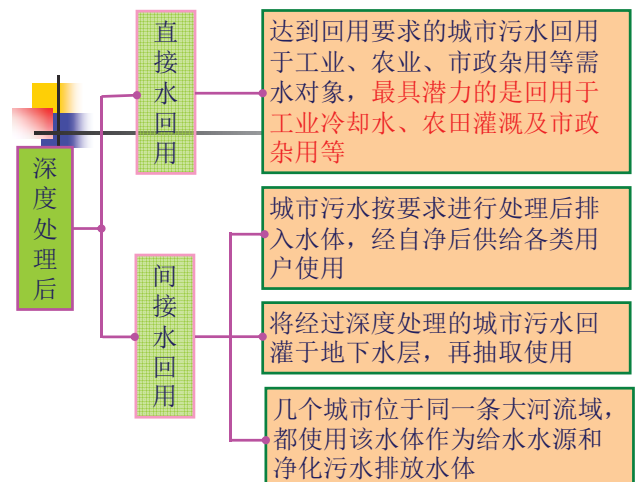 深度处理后
直接水回用
达到回用要求的城市污水回用
于工业、农业、市政杂用等需
水对象，最具潜力的是回用于
工业冷却水、农田灌溉及市政
杂用等
间接水回用
城市污水按要求进行处理后排
入水体，经自净后供给各类用
户使用
将经过深度处理的城市污水回
灌于地下水层，再抽取使用
几个城市位于同一条大河流域，
都使用该水体作为给水水源和
净化污水排放水体